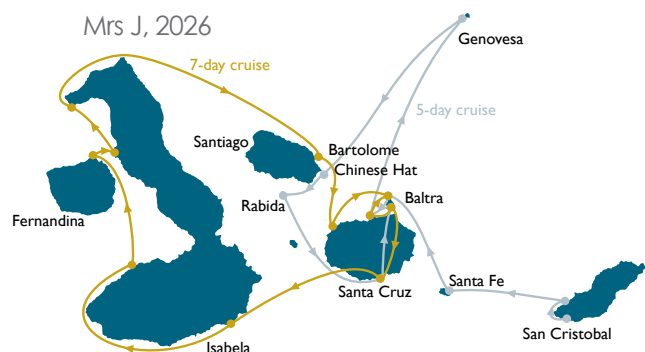 Mrs J, 2026
Genovesa
7-day cruise
5-day cruise
Santiago
Bartolome
Chinese Hat
Rabida
Baltra
Fernandina
Santa Cruz
Santa Fe
San Cristobal
Isabela